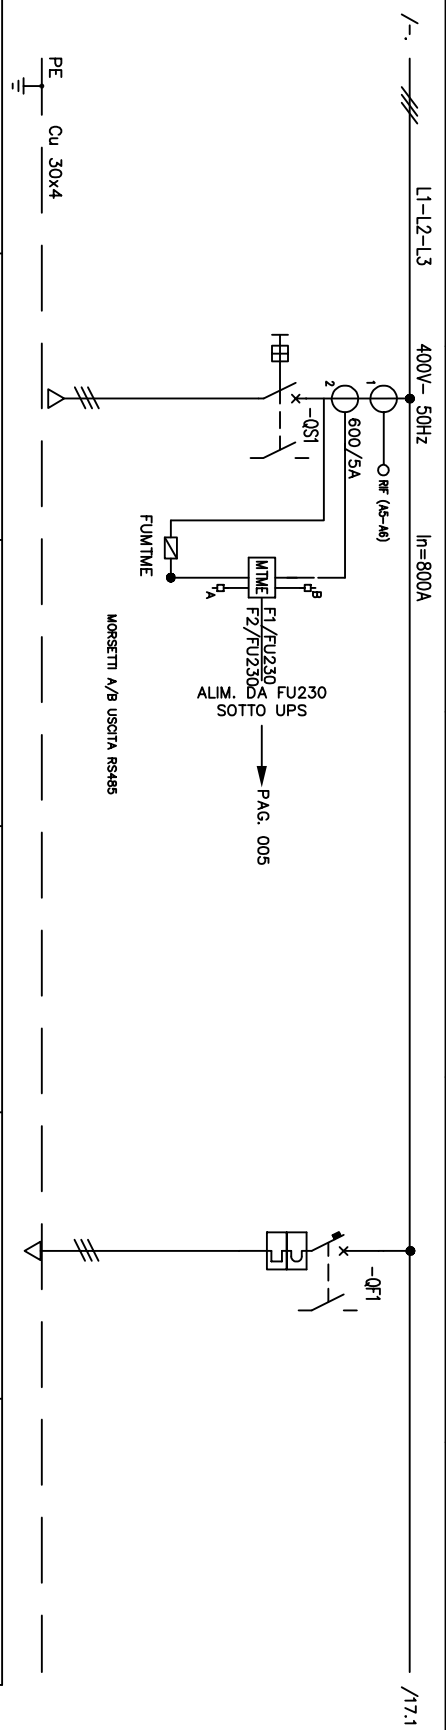 /-.
L1-L2-L3
400V- 50Hz
In=800A
/17.1
1
RIF (A5-A6)
2
600/5A
-QS1
-QF1
B
MTME
A
F1/FU230
F2/FU230
ALIM. DA FU230
SOTTO UPS
PAG. 005
FUMTME
MORSETTI A/B USCITA RS485
PE
Cu 30x4